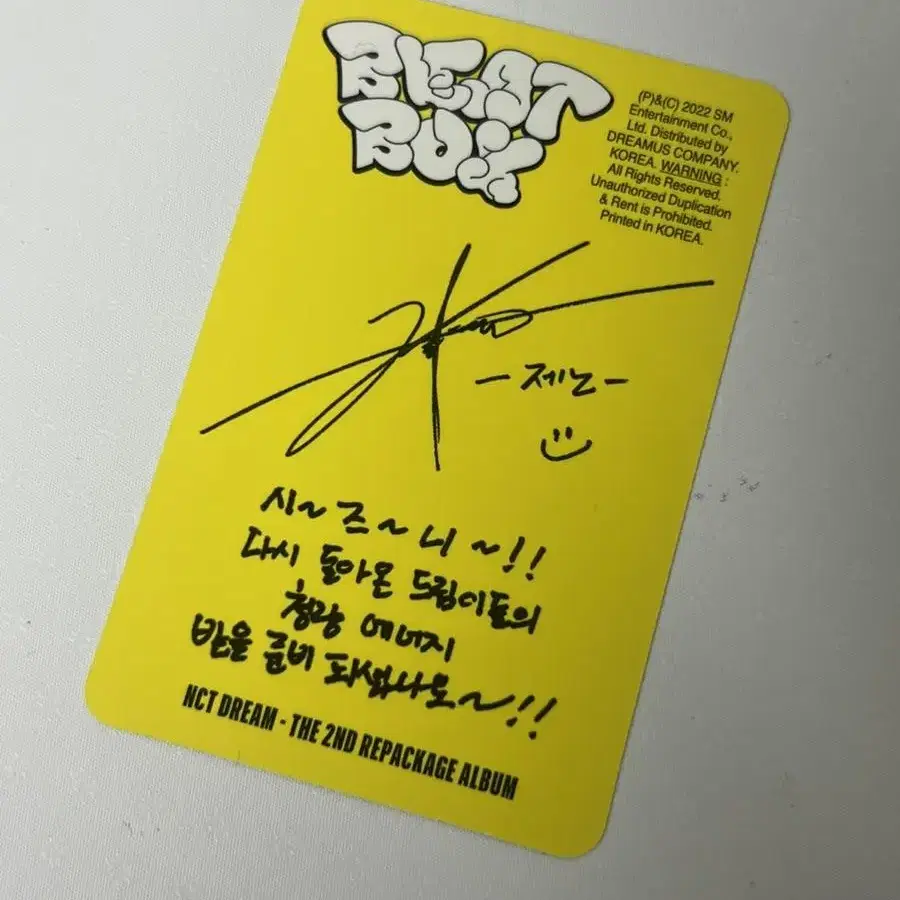 BEAT
BOX
(P)&(C) 2022 SM
Entertainment Co.,
Ltd. Distributed by
DREAMUS COMPANY.
KOREA. WARNING :
All Rights Reserved.
Unauthorized Duplication
& Rent is Prohibited.
Printed in KOREA.
- 제노 -
시~ 즈~ 니~!!
다시 돌아온 드림이들의
청량 에너지
받을 준비 되셨나요~!!
NCT DREAM - THE 2ND REPACKAGE ALBUM